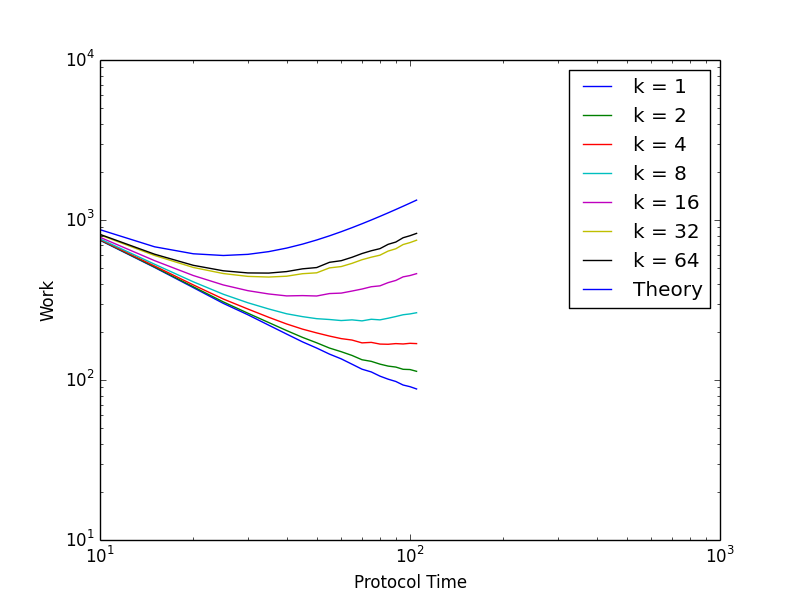 10^4
10^3
10^2
10^1
Work
10^1
10^2
10^3
Protocol Time
k = 1
k = 2
k = 4
k = 8
k = 16
k = 32
k = 64
Theory